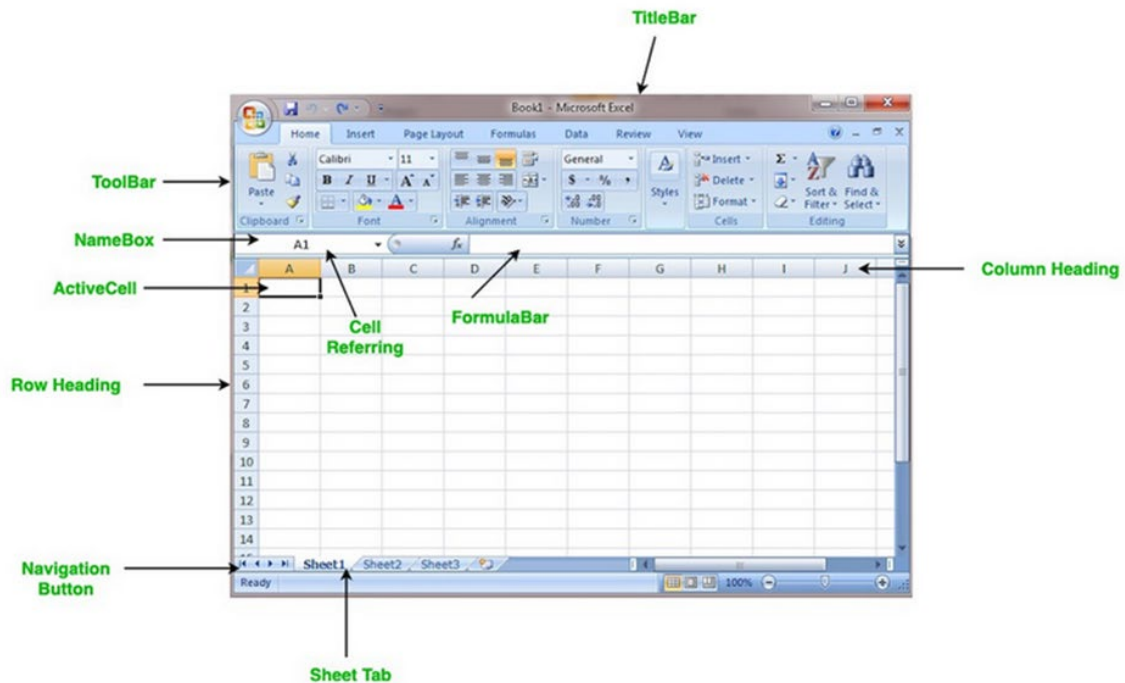 TitleBar
Book1 - Microsoft Excel
Home Insert Page Layout Formulas Data Review View
ToolBar
Paste
Clipboard
Calibri 11
B I U A A
A
Font
Alignment
General
$ % ,
.00 .00
Number
A
Styles
Insert
Delete
Format
Cells
Σ
Sort & Filter
Find & Select
Editing
NameBox
A1
fx
A B C D E F G H I J
Column Heading
ActiveCell
1
2
3
4
5
6
7
8
9
10
11
12
13
14
Cell
Referring
FormulaBar
Row Heading
Navigation
Button
Sheet1 Sheet2 Sheet3
Ready
100%
Sheet Tab